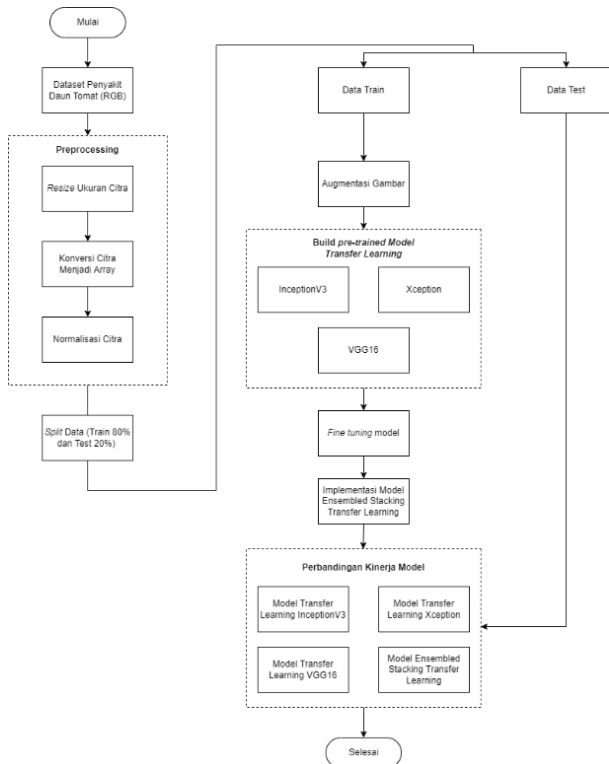 Mulai
Dataset Penyakit
Daun Tomat (RGB)
Preprocessing
Resize Ukuran Citra
Konversi Citra
Menjadi Array
Normalisasi Citra
Split Data (Train 80%
dan Test 20%)
Data Train
Data Test
Augmentasi Gambar
Build pre-trained Model
Transfer Learning
InceptionV3
Xception
VGG16
Fine tuning model
Implementasi Model
Ensembled Stacking
Transfer Learning
Perbandingan Kinerja Model
Model Transfer
Learning InceptionV3
Model Transfer
Learning Xception
Model Transfer
Learning VGG16
Model Ensembled
Stacking Transfer
Learning
Selesai